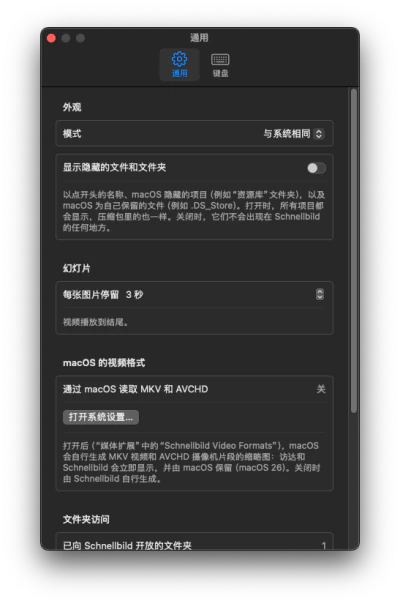 通用
通用
键盘
外观
模式
与系统相同
显示隐藏的文件和文件夹
以点开头的名称、macOS 隐藏的项目 (例如“资源库”文件夹)，以及
macOS 为自己保留的文件 (例如 .DS_Store)。打开时，所有项目都
会显示，压缩包里的也一样。关闭时，它们不会出现在 Schnellbild
的任何地方。
幻灯片
每张图片停留 3 秒
视频播放到结尾。
macOS 的视频格式
通过 macOS 读取 MKV 和 AVCHD
关
打开系统设置...
打开后 (“媒体扩展”中的“Schnellbild Video Formats”)，macOS
会自行生成 MKV 视频和 AVCHD 摄像机片段的缩略图：访达和
Schnellbild 会立即显示，并由 macOS 保留 (macOS 26)。关闭时
由 Schnellbild 自行生成。
文件夹访问
已向 Schnellbild 开放的文件夹
1